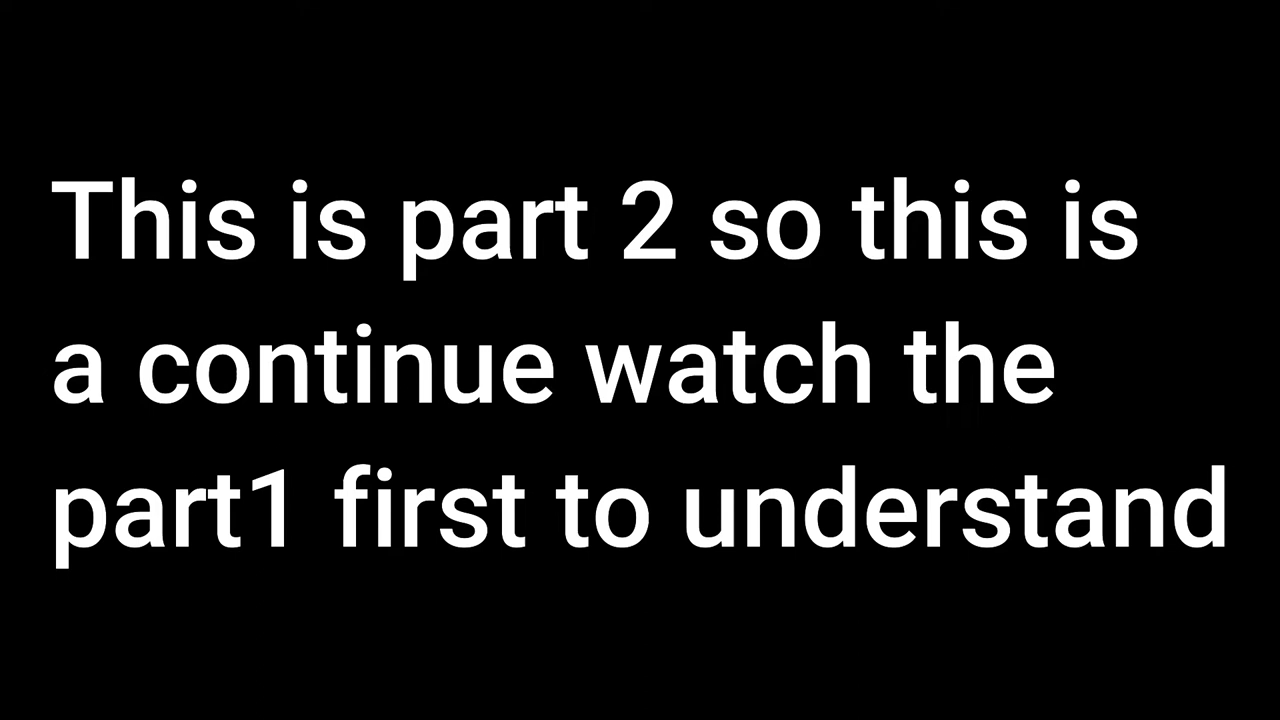 This is part 2 so this is
a continue watch the
part1 first to understand